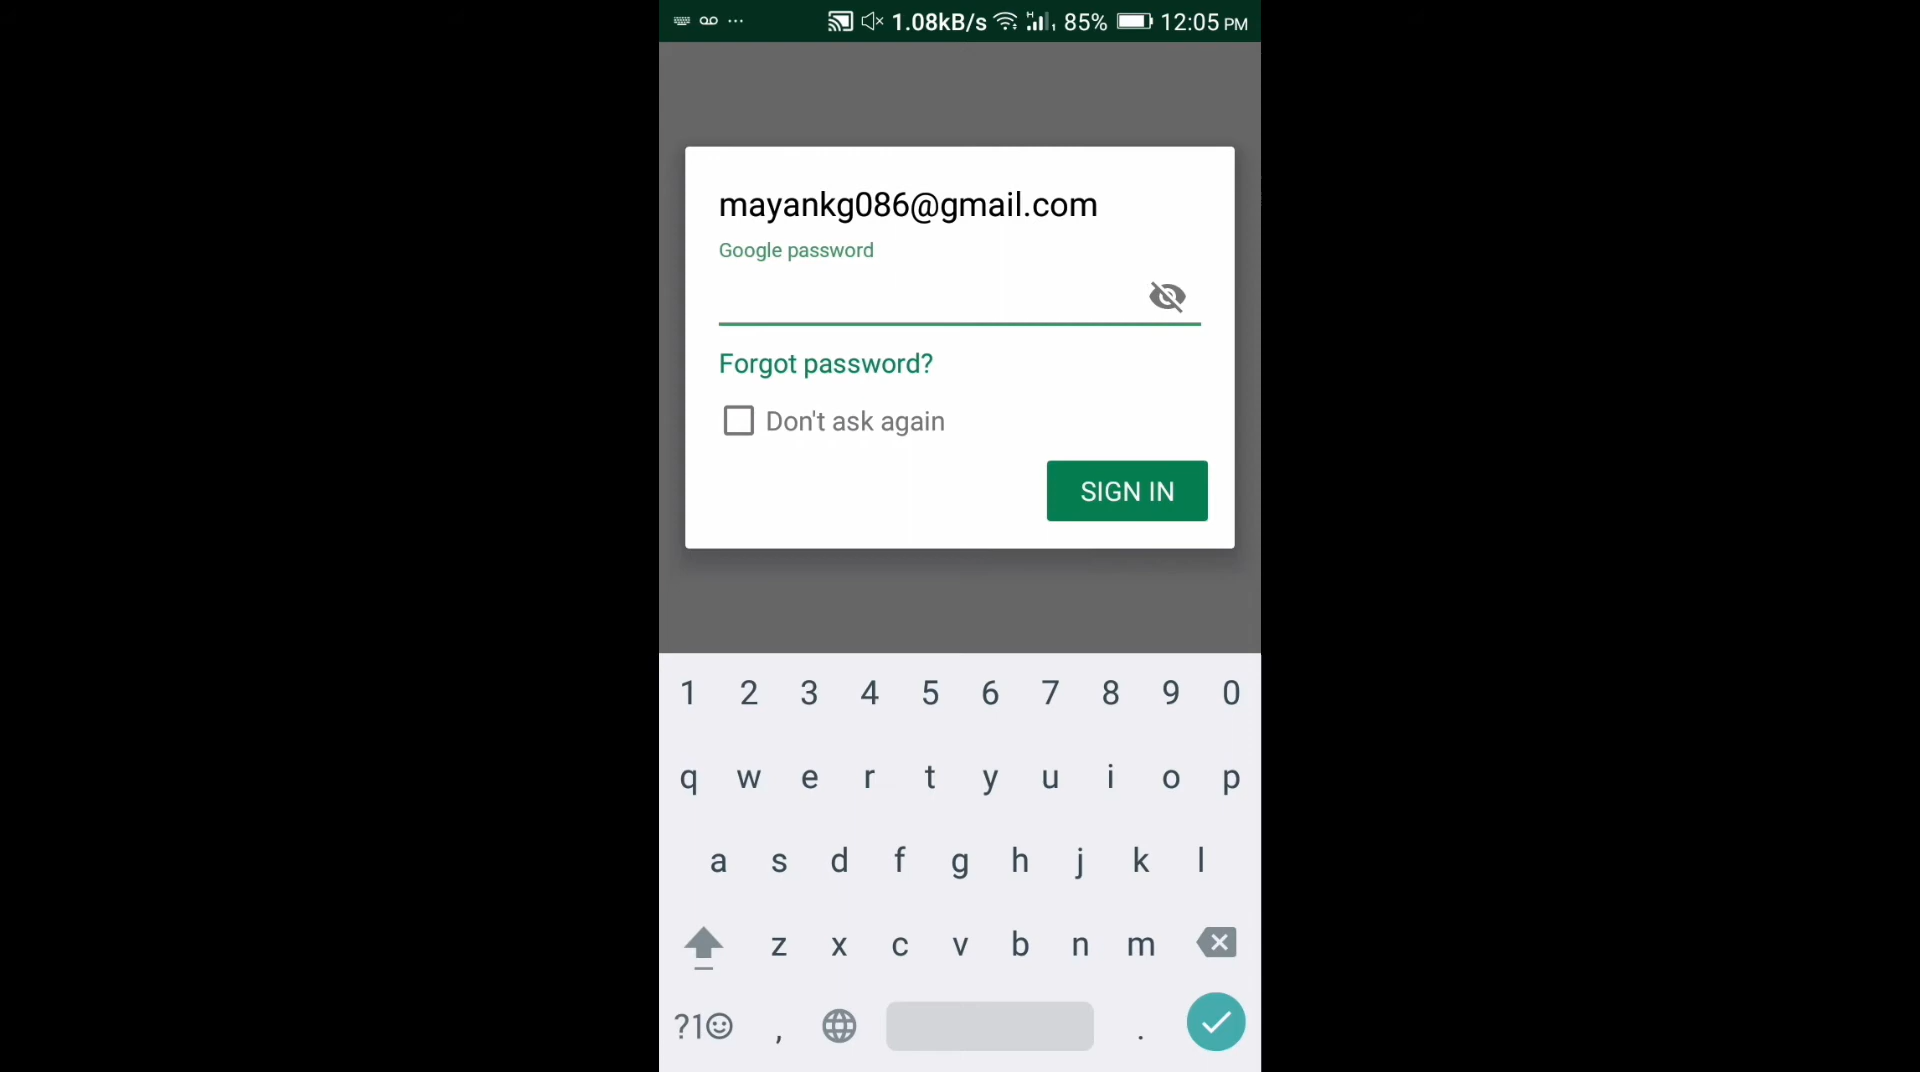 1.08kB/s H 1 85% 12:05 PM
mayankg086@gmail.com
Google password
Forgot password?
Don't ask again
SIGN IN
1 2 3 4 5 6 7 8 9 0
q w e r t y u i o p
a s d f g h j k l
z x c v b n m
?1☺ , .